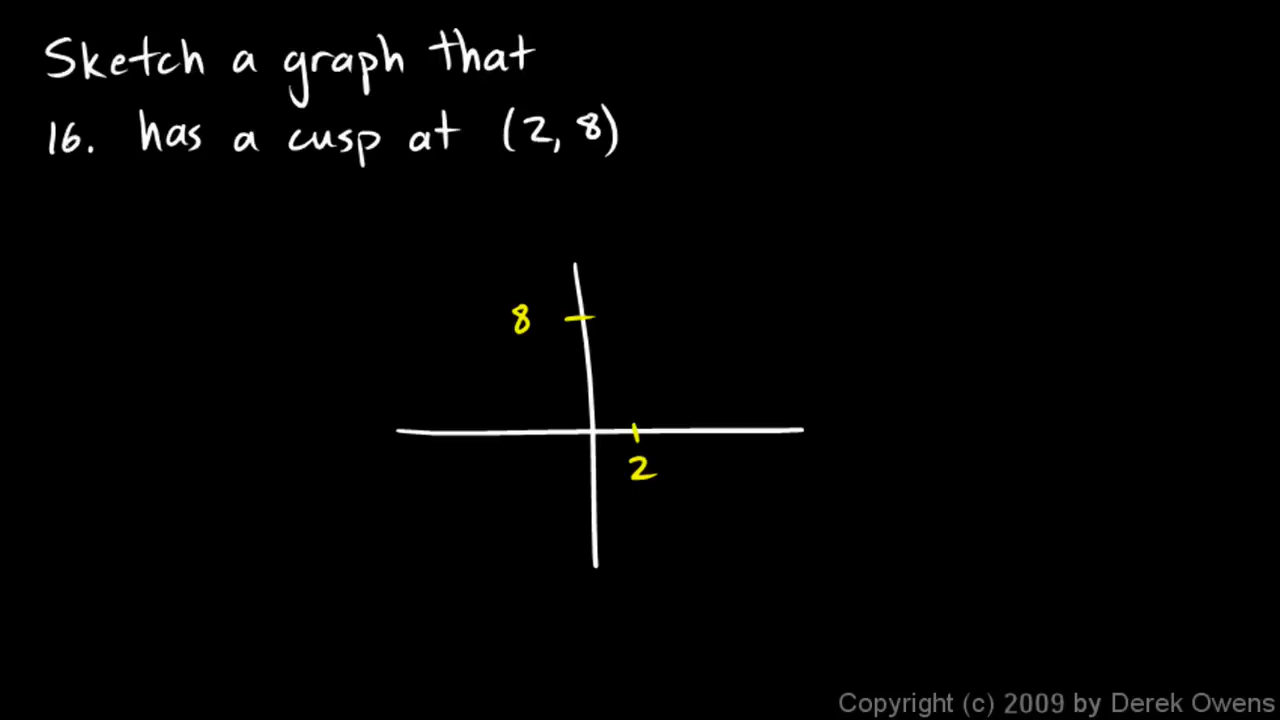 Sketch a graph that
16. has a cusp at (2, 8)
8
2
Copyright (c) 2009 by Derek Owens